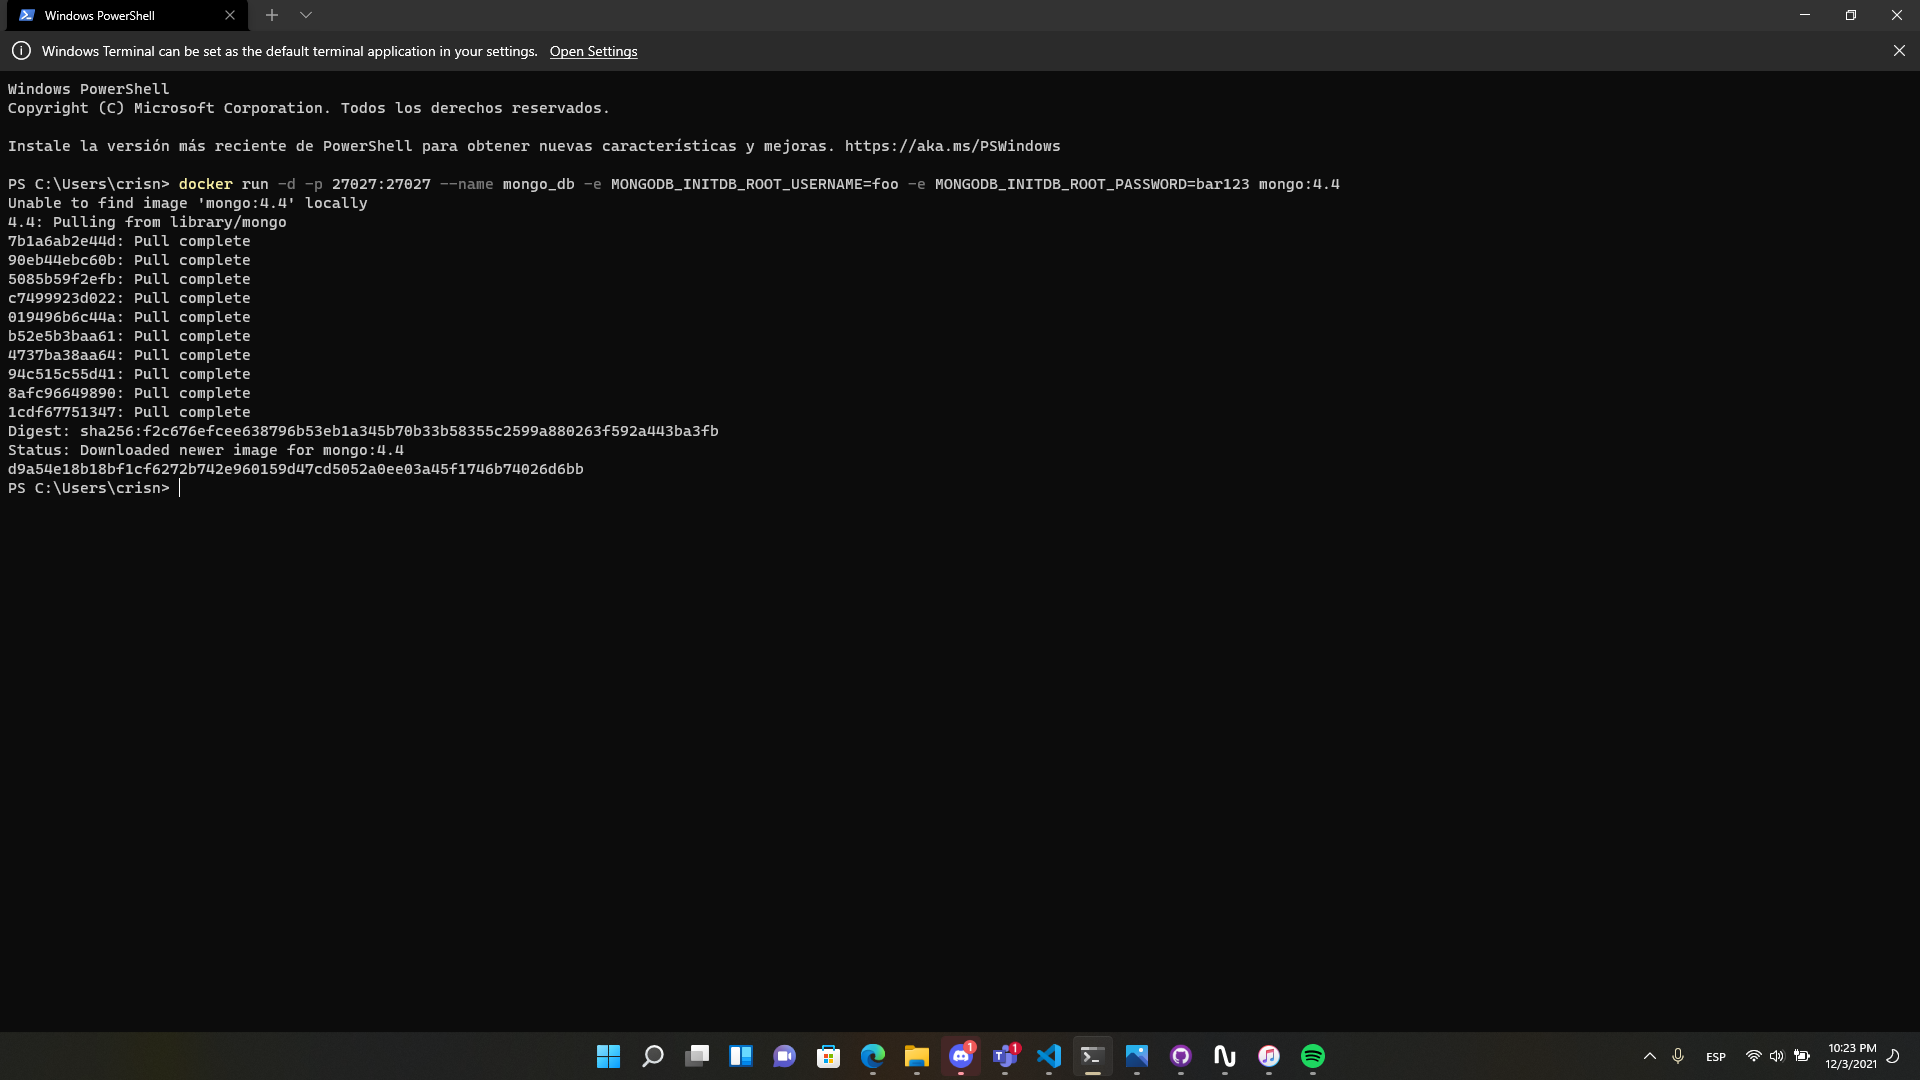 Windows PowerShell
Windows Terminal can be set as the default terminal application in your settings. Open Settings
Windows PowerShell
Copyright (C) Microsoft Corporation. Todos los derechos reservados.
Instale la versión más reciente de PowerShell para obtener nuevas características y mejoras. https://aka.ms/PSWindows
PS C:\Users\crisn> docker run -d -p 27027:27027 --name mongo_db -e MONGODB_INITDB_ROOT_USERNAME=foo -e MONGODB_INITDB_ROOT_PASSWORD=bar123 mongo:4.4
Unable to find image 'mongo:4.4' locally
4.4: Pulling from library/mongo
7b1a6ab2e44d: Pull complete
90eb44ebc60b: Pull complete
5085b59f2efb: Pull complete
c7499923d022: Pull complete
019496b6c44a: Pull complete
b52e5b3baa61: Pull complete
4737ba38aa64: Pull complete
94c515c55d41: Pull complete
8afc96649890: Pull complete
1cdf67751347: Pull complete
Digest: sha256:f2c676efcee638796b53eb1a345b70b33b58355c2599a880263f592a443ba3fb
Status: Downloaded newer image for mongo:4.4
d9a54e18b18bf1cf6272b742e960159d47cd5052a0ee03a45f1746b74026d6bb
PS C:\Users\crisn>
1
1
ESP
10:23 PM
12/3/2021